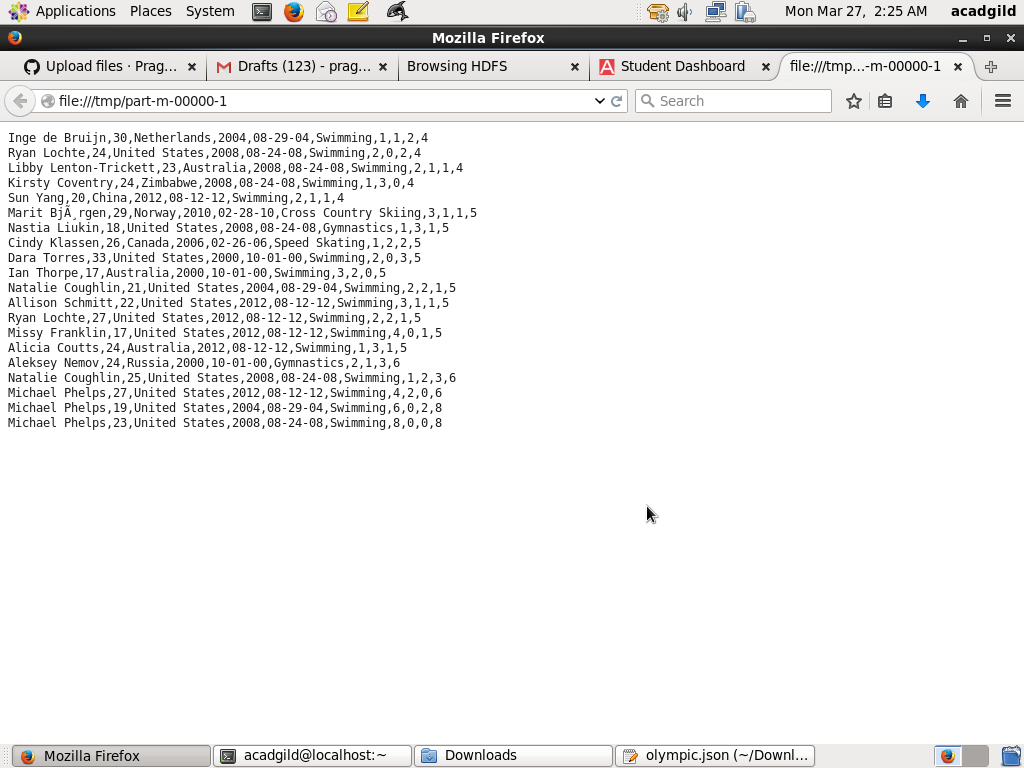 Applications Places System Mon Mar 27, 2:25 AM acadgild
Mozilla Firefox
Upload files · Prag... Drafts (123) - prag... Browsing HDFS Student Dashboard file:///tmp...-m-00000-1
file:///tmp/part-m-00000-1 Search
Inge de Bruijn,30,Netherlands,2004,08-29-04,Swimming,1,1,2,4
Ryan Lochte,24,United States,2008,08-24-08,Swimming,2,0,2,4
Libby Lenton-Trickett,23,Australia,2008,08-24-08,Swimming,2,1,1,4
Kirsty Coventry,24,Zimbabwe,2008,08-24-08,Swimming,1,3,0,4
Sun Yang,20,China,2012,08-12-12,Swimming,2,1,1,4
Marit BjÃ¸rgen,29,Norway,2010,02-28-10,Cross Country Skiing,3,1,1,5
Nastia Liukin,18,United States,2008,08-24-08,Gymnastics,1,3,1,5
Cindy Klassen,26,Canada,2006,02-26-06,Speed Skating,1,2,2,5
Dara Torres,33,United States,2000,10-01-00,Swimming,2,0,3,5
Ian Thorpe,17,Australia,2000,10-01-00,Swimming,3,2,0,5
Natalie Coughlin,21,United States,2004,08-29-04,Swimming,2,2,1,5
Allison Schmitt,22,United States,2012,08-12-12,Swimming,3,1,1,5
Ryan Lochte,27,United States,2012,08-12-12,Swimming,2,2,1,5
Missy Franklin,17,United States,2012,08-12-12,Swimming,4,0,1,5
Alicia Coutts,24,Australia,2012,08-12-12,Swimming,1,3,1,5
Aleksey Nemov,24,Russia,2000,10-01-00,Gymnastics,2,1,3,6
Natalie Coughlin,25,United States,2008,08-24-08,Swimming,1,2,3,6
Michael Phelps,27,United States,2012,08-12-12,Swimming,4,2,0,6
Michael Phelps,19,United States,2004,08-29-04,Swimming,6,0,2,8
Michael Phelps,23,United States,2008,08-24-08,Swimming,8,0,0,8
Mozilla Firefox acadgild@localhost:~ Downloads olympic.json (~/Downl...